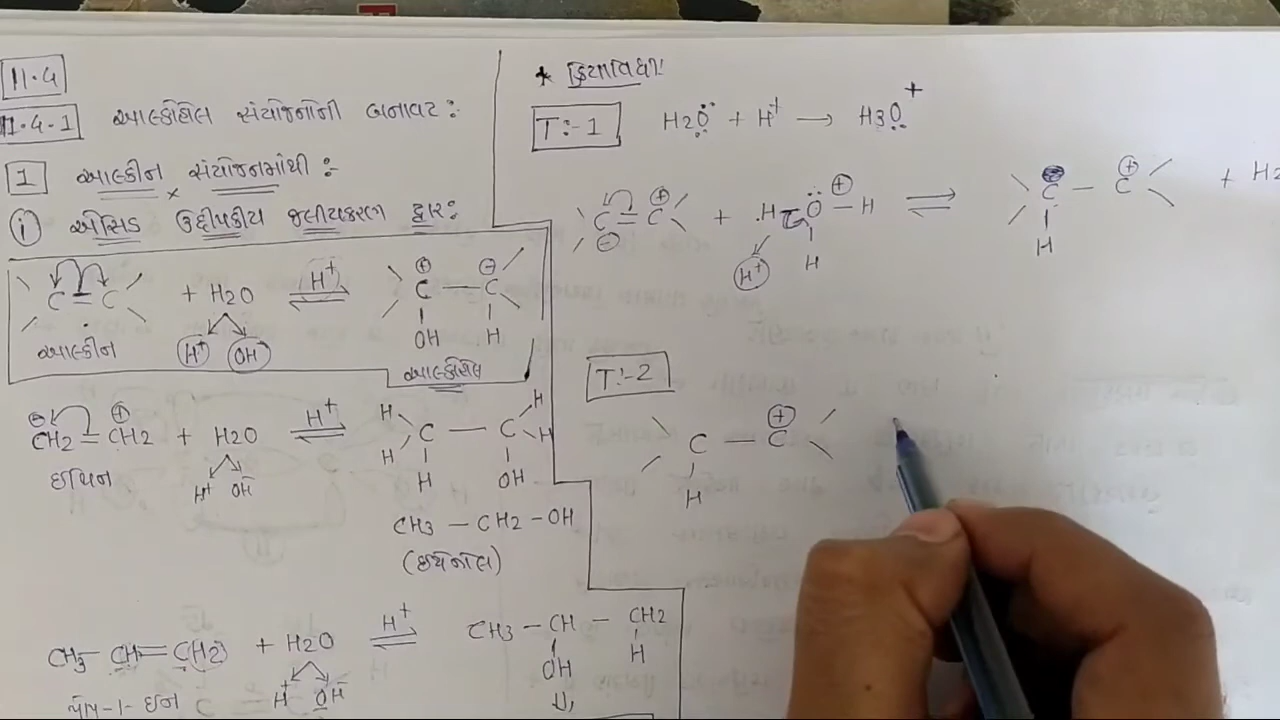 11.4
11.4.1 આલ્કોહોલ સંયોજનોની બનાવટ :-
1 આલ્કીન સંયોજનમાંથી :-
i એસિડ ઉદ્દીપકીય જલીયકરણ દ્વારા :-
C = C + H2O ⇌ C — C
H+
OH H
આલ્કીન H+ OH-
આલ્કોહોલ
CH2 = CH2 + H2O ⇌ C — C
H+
H H H H
H OH
ઇથિન H+ OH-
CH3 — CH2 — OH
(ઇથેનોલ)
CH3 — CH = CH2 + H2O ⇌ CH3 — CH — CH2
H+
OH H
પ્રોપ-1-ઇન H+ OH-
* ક્રિયાવિધી
T:-1 H2O + H+ → H3O+
C = C + H — O — H ⇌ C — C + H2
H+ H H
T:-2
C — C
H